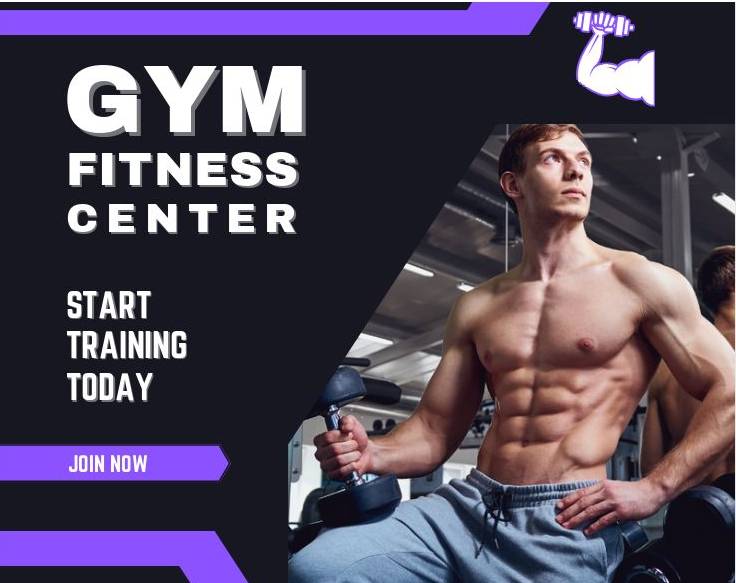 GYM
FITNESS
CENTER
START
TRAINING
TODAY
JOIN NOW